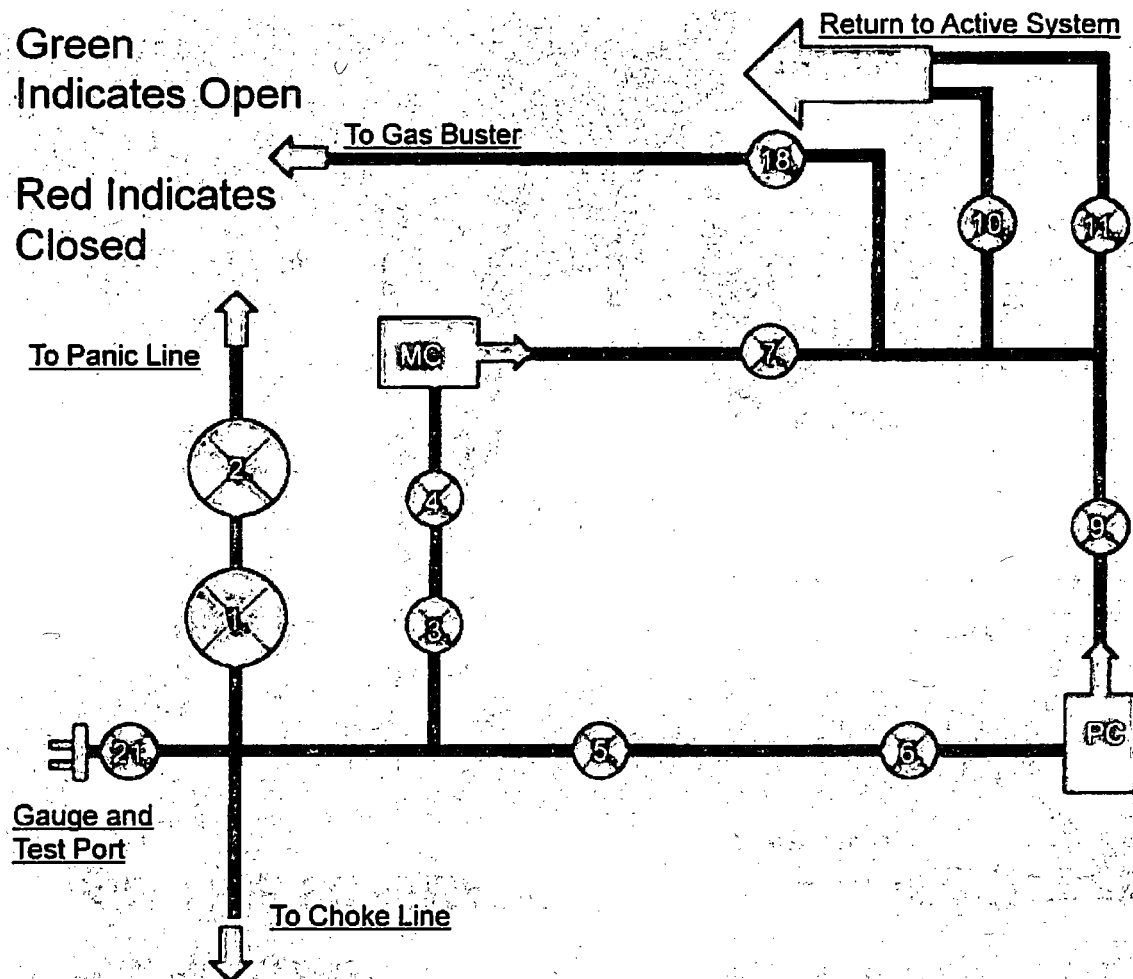 Return to Active System
Green
Indicates Open
To Gas Buster
18
Red Indicates
Closed
10
11
To Panic Line
MC
7
2
4
9
1
3
21
5
6
PC
Gauge and
Test Port
To Choke Line